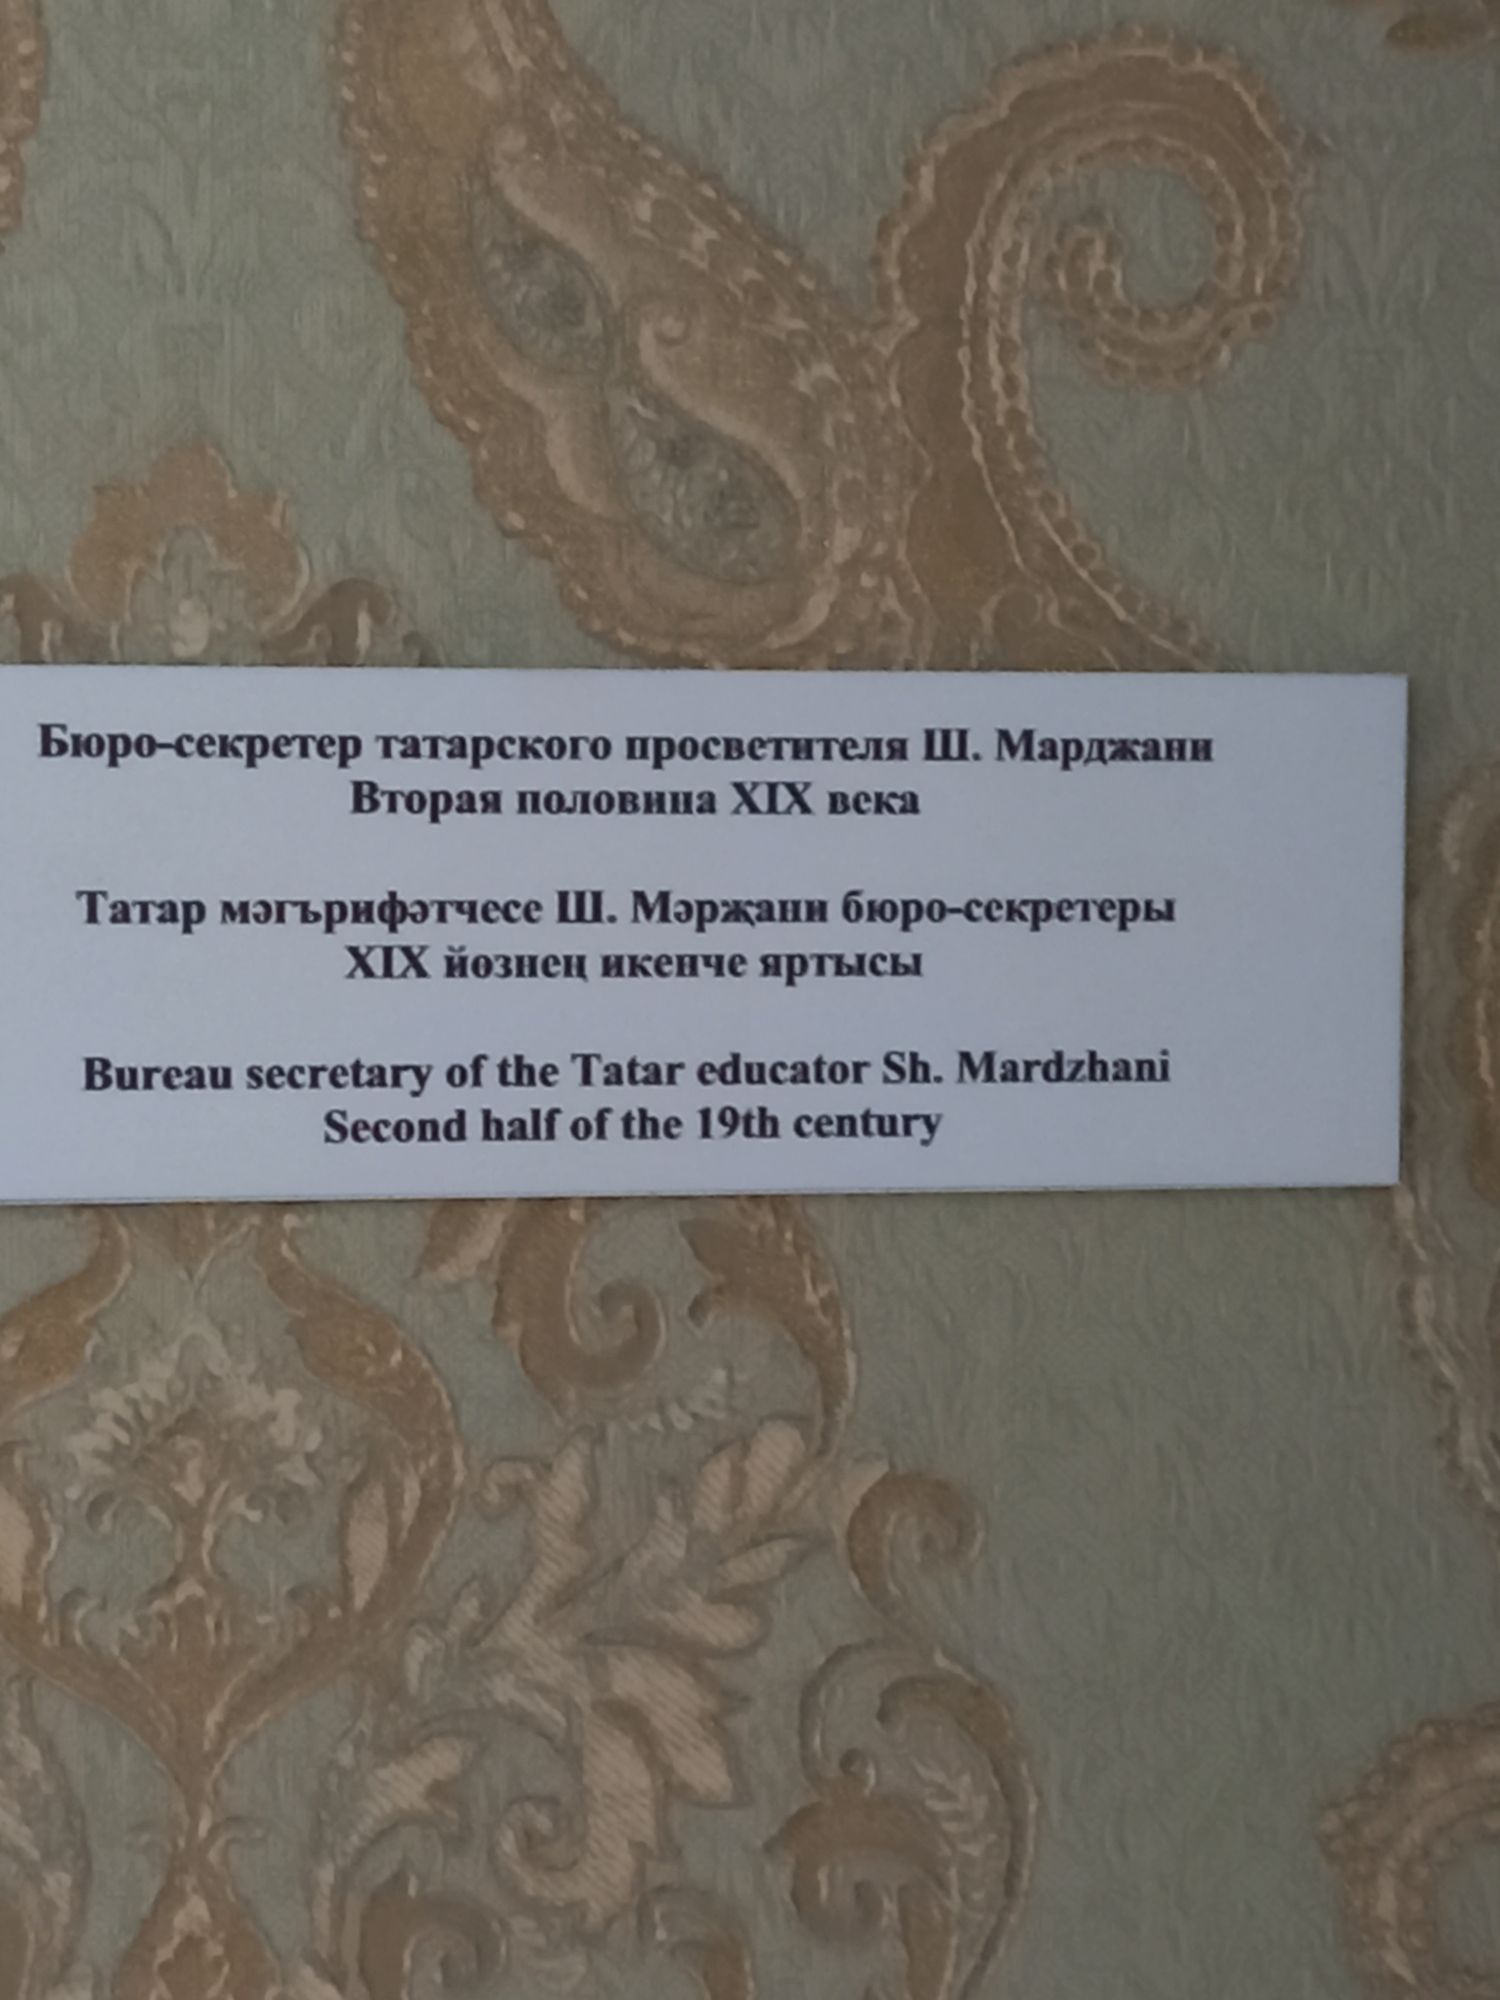 Бюро-секретер татарского просветителя Ш. Марджани
Вторая половина XIX века
Татар мәгърифәтчесе Ш. Мәрҗани бюро-секретеры
XIX йөзнең икенче яртысы
Bureau secretary of the Tatar educator Sh. Mardzhani
Second half of the 19th century